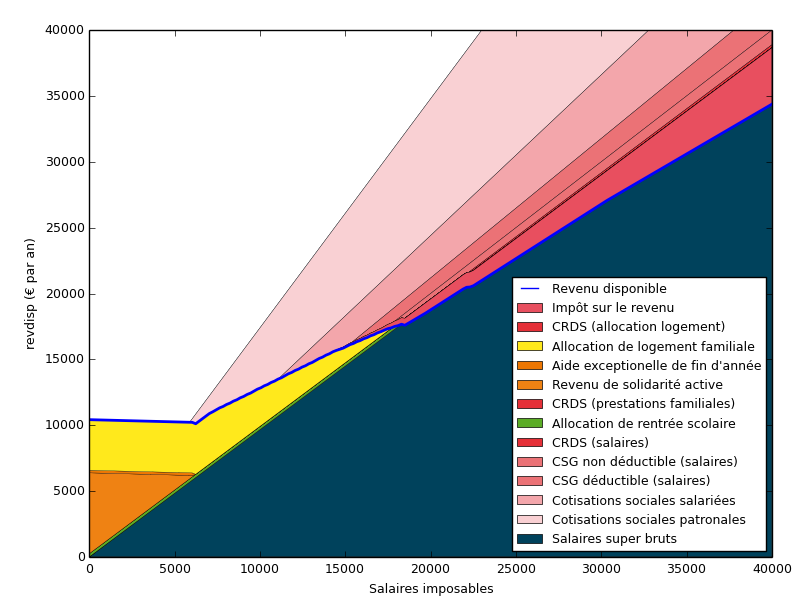 40000
35000
30000
25000
20000
15000
10000
5000
0
revdisp (€ par an)
Revenu disponible
Impôt sur le revenu
CRDS (allocation logement)
Allocation de logement familiale
Aide exceptionelle de fin d'année
Revenu de solidarité active
CRDS (prestations familiales)
Allocation de rentrée scolaire
CRDS (salaires)
CSG non déductible (salaires)
CSG déductible (salaires)
Cotisations sociales salariées
Cotisations sociales patronales
Salaires super bruts
0 5000 10000 15000 20000 25000 30000 35000 40000
Salaires imposables